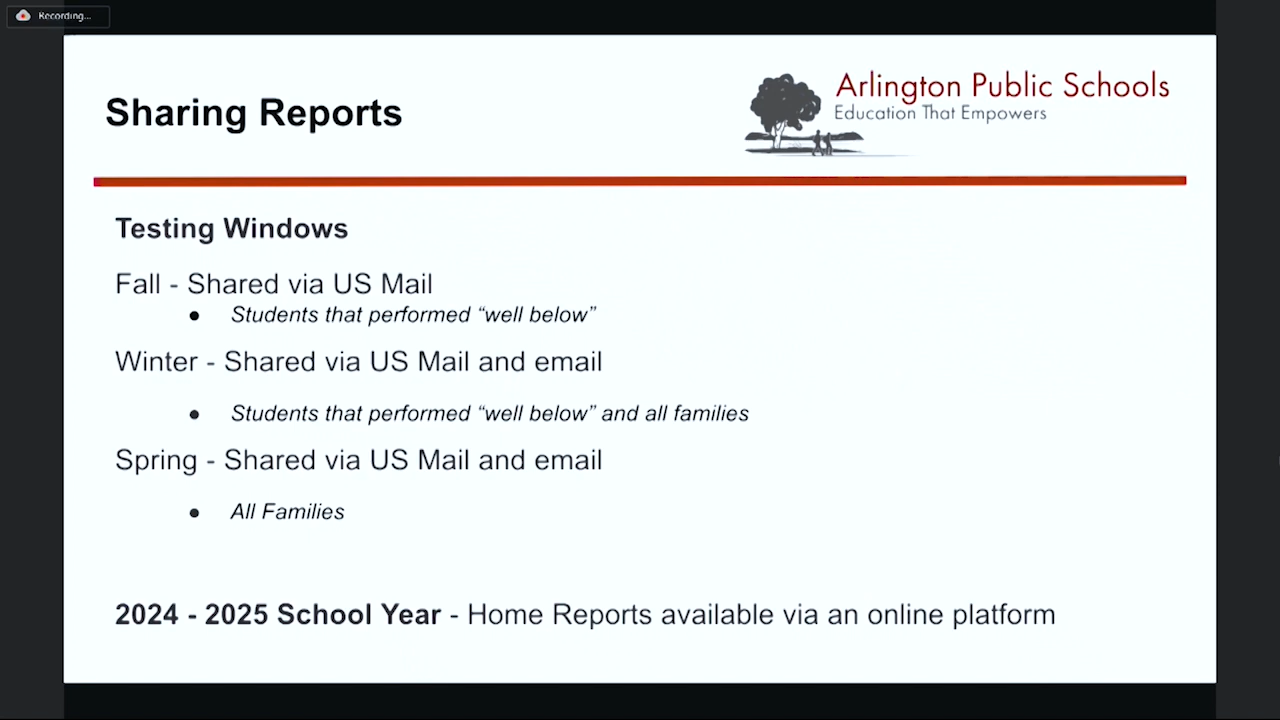 Recording...
Sharing Reports
Arlington Public Schools
Education That Empowers
Testing Windows
Fall - Shared via US Mail
● Students that performed “well below”
Winter - Shared via US Mail and email
● Students that performed “well below” and all families
Spring - Shared via US Mail and email
● All Families
2024 - 2025 School Year - Home Reports available via an online platform